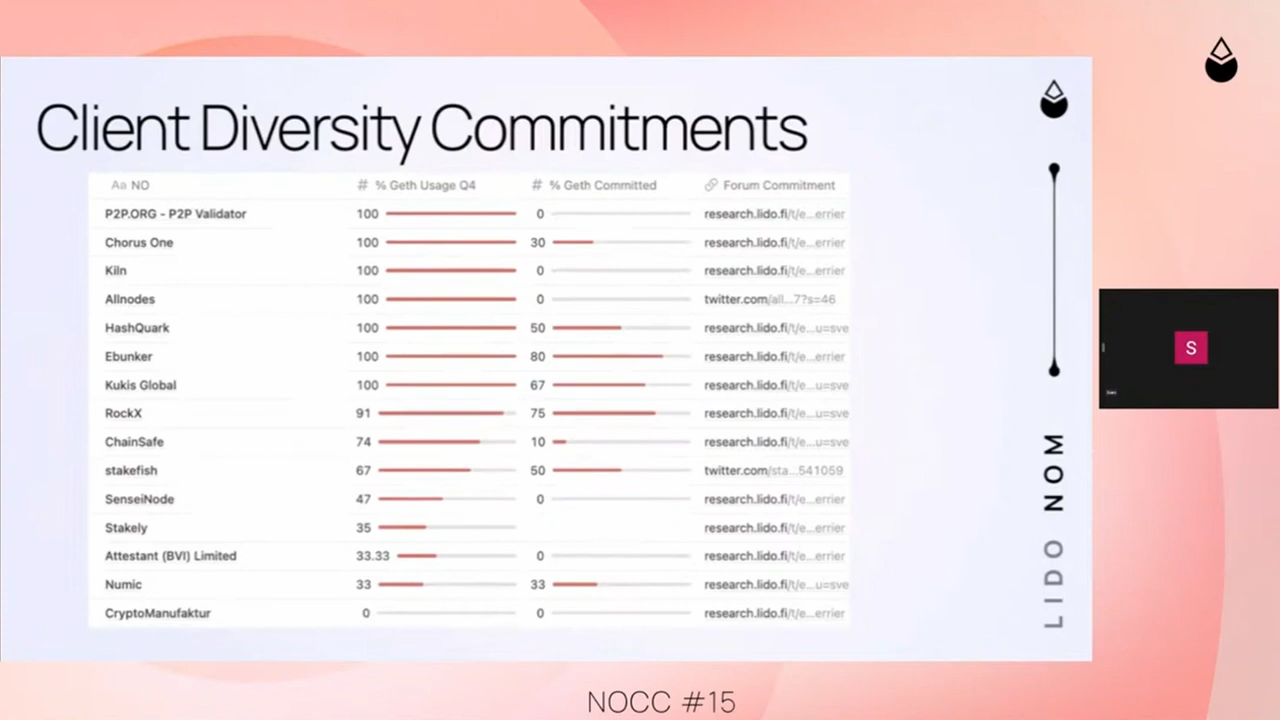 Client Diversity Commitments
Aa NO # % Geth Usage Q4 # % Geth Committed Forum Commitment
P2P.ORG - P2P Validator 100 0 research.lido.fi/t/e...errier
Chorus One 100 30 research.lido.fi/t/e...errier
Kiln 100 0 research.lido.fi/t/e...errier
Allnodes 100 0 twitter.com/all...7?s=46
HashQuark 100 50 research.lido.fi/t/e...u=sve
Ebunker 100 80 research.lido.fi/t/e...errier
Kukis Global 100 67 research.lido.fi/t/e...u=sve
RockX 91 75 research.lido.fi/t/e...u=sve
ChainSafe 74 10 research.lido.fi/t/e...u=sve
stakefish 67 50 twitter.com/sta...541059
SenseiNode 47 0 research.lido.fi/t/e...errier
Stakely 35 research.lido.fi/t/e...errier
Attestant (BVI) Limited 33.33 0 research.lido.fi/t/e...errier
Numic 33 33 research.lido.fi/t/e...u=sve
CryptoManufaktur 0 0 research.lido.fi/t/e...errier
LIDO NOM
S
NOCC #15